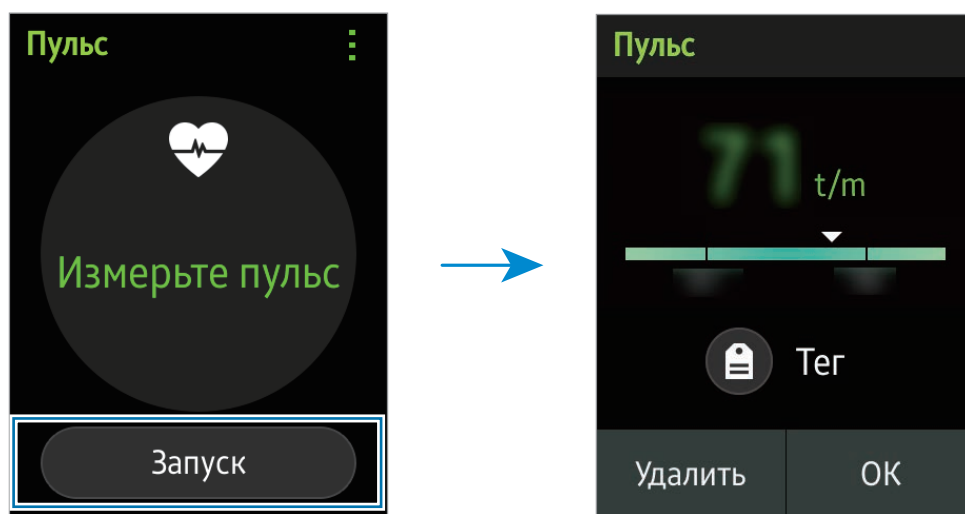 Пульс
Измерьте пульс
Запуск
Пульс
71 t/m
Тег
Удалить
OK